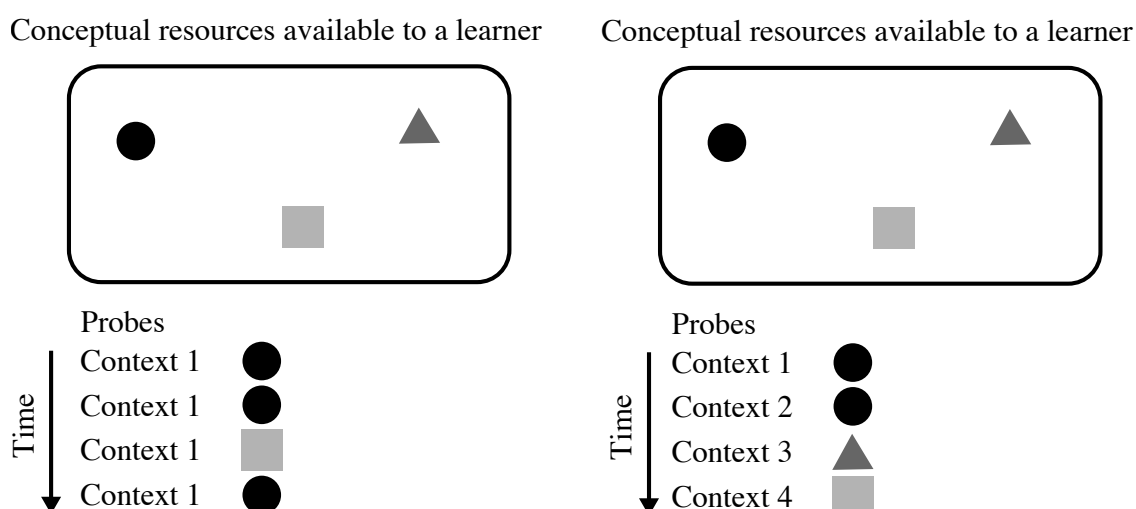 Conceptual resources available to a learner
Probes
Time
Context 1
Context 1
Context 1
Context 1
Conceptual resources available to a learner
Probes
Time
Context 1
Context 2
Context 3
Context 4